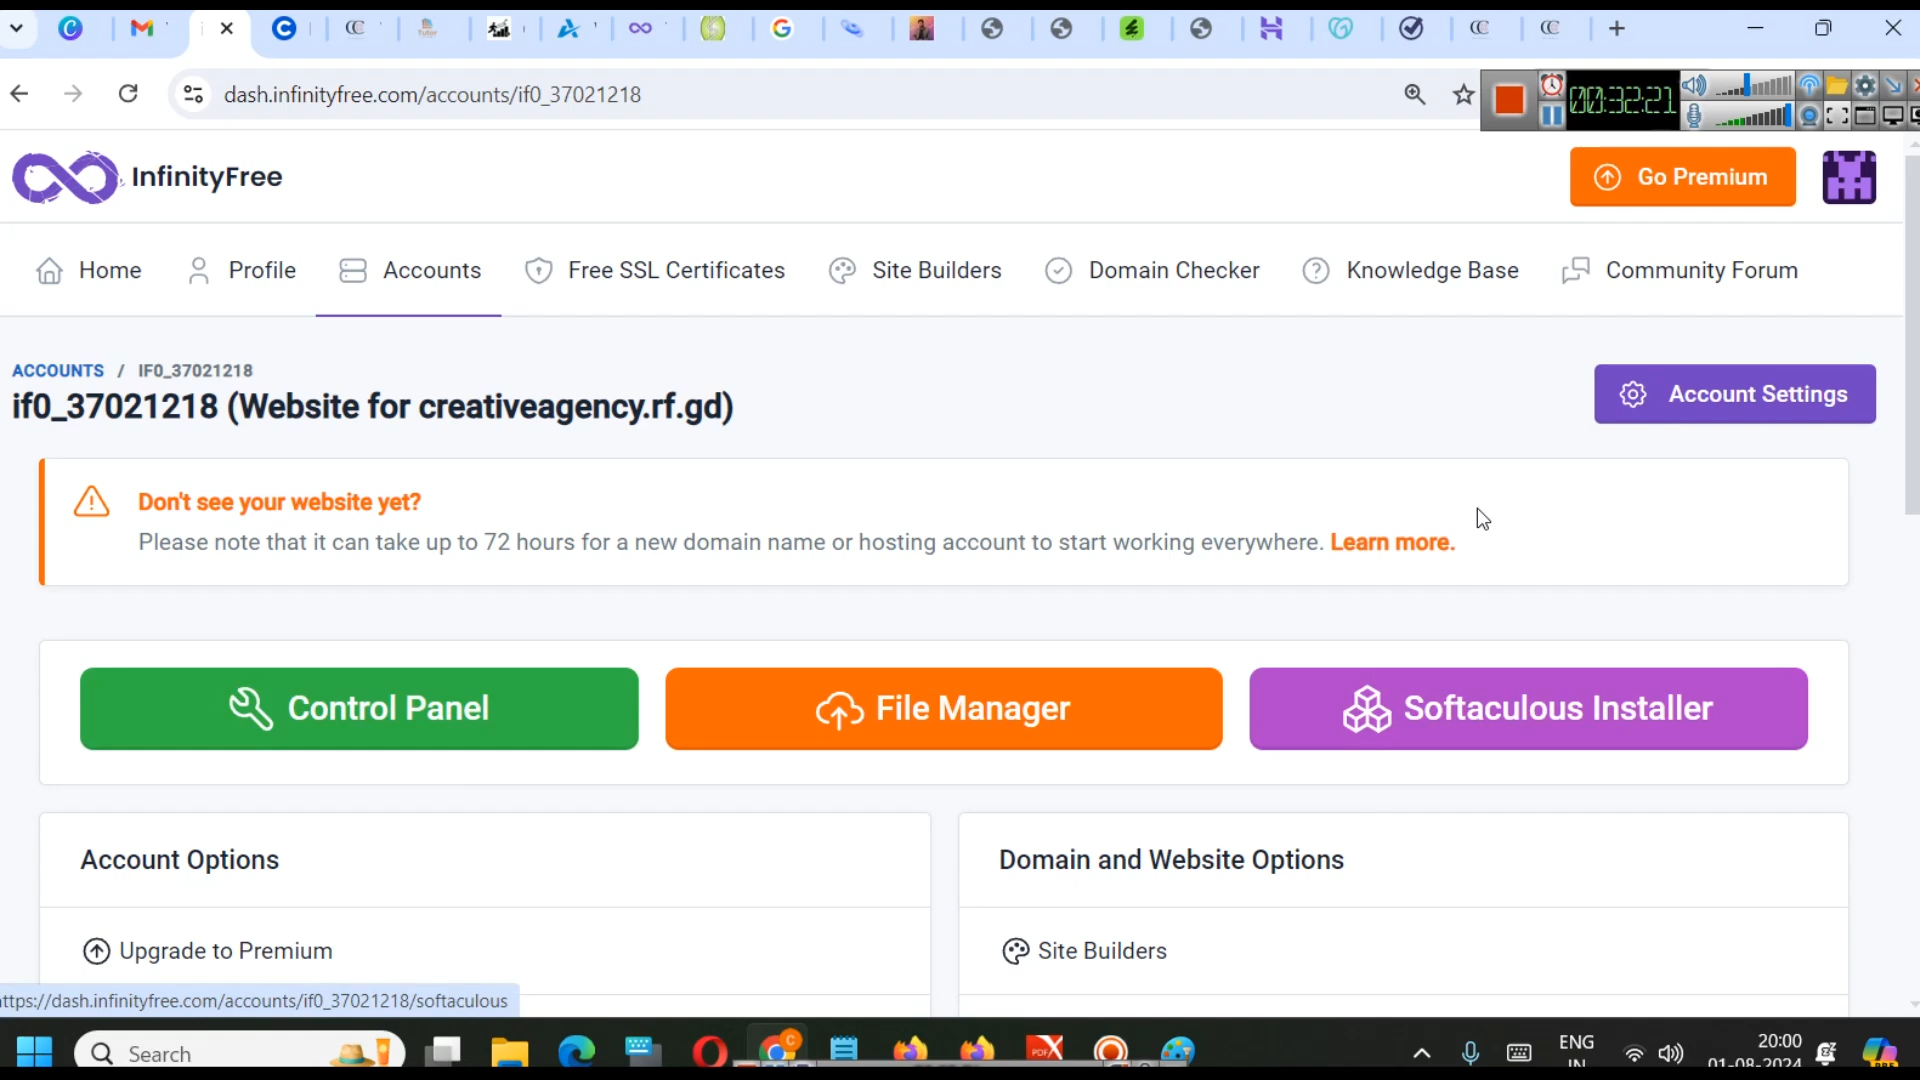 dash.infinityfree.com/accounts/if0_37021218
00:32:21
InfinityFree
Go Premium
Home
Profile
Accounts
Free SSL Certificates
Site Builders
Domain Checker
Knowledge Base
Community Forum
ACCOUNTS / IF0_37021218
if0_37021218 (Website for creativeagency.rf.gd)
Account Settings
Don't see your website yet?
Please note that it can take up to 72 hours for a new domain name or hosting account to start working everywhere. Learn more.
Control Panel
File Manager
Softaculous Installer
Account Options
Domain and Website Options
Upgrade to Premium
Site Builders
ttps://dash.infinityfree.com/accounts/if0_37021218/softaculous
Search
ENG
IN
20:00
01-08-2024